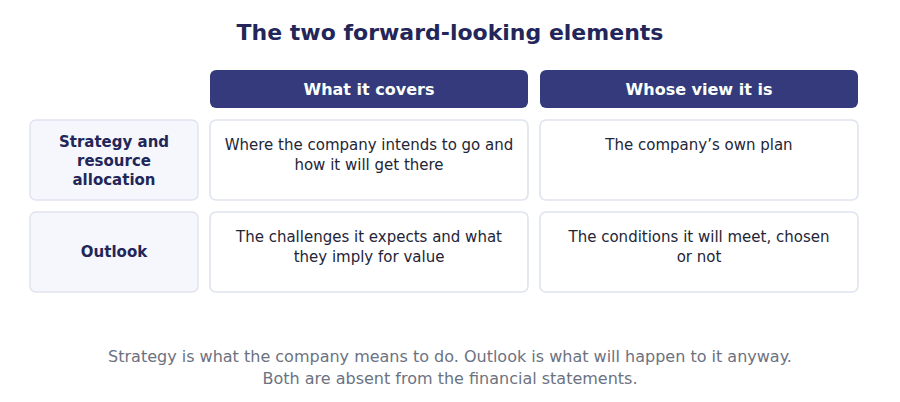 The two forward-looking elements
What it covers
Whose view it is
Strategy and
resource
allocation
Where the company intends to go and
how it will get there
The company’s own plan
Outlook
The challenges it expects and what
they imply for value
The conditions it will meet, chosen
or not
Strategy is what the company means to do. Outlook is what will happen to it anyway.
Both are absent from the financial statements.